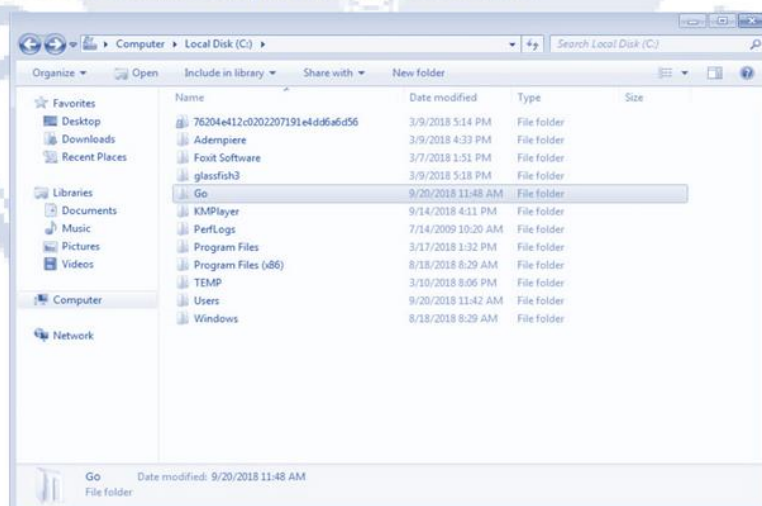 Computer ▸ Local Disk (C:) ▸
Search Local Disk (C:)
Organize Open Include in library Share with New folder
Name Date modified Type Size
Favorites
Desktop
Downloads
Recent Places
Libraries
Documents
Music
Pictures
Videos
Computer
Network
76204e412c0202207191e4dd6a6d56 3/9/2018 5:14 PM File folder
Adempiere 3/9/2018 4:33 PM File folder
Foxit Software 3/7/2018 1:51 PM File folder
glassfish3 3/9/2018 5:18 PM File folder
Go 9/20/2018 11:48 AM File folder
KMPlayer 9/14/2018 4:11 PM File folder
PerfLogs 7/14/2009 10:20 AM File folder
Program Files 3/17/2018 1:32 PM File folder
Program Files (x86) 8/18/2018 8:29 AM File folder
TEMP 3/10/2018 8:06 PM File folder
Users 9/20/2018 11:42 AM File folder
Windows 8/18/2018 8:29 AM File folder
Go Date modified: 9/20/2018 11:48 AM
File folder